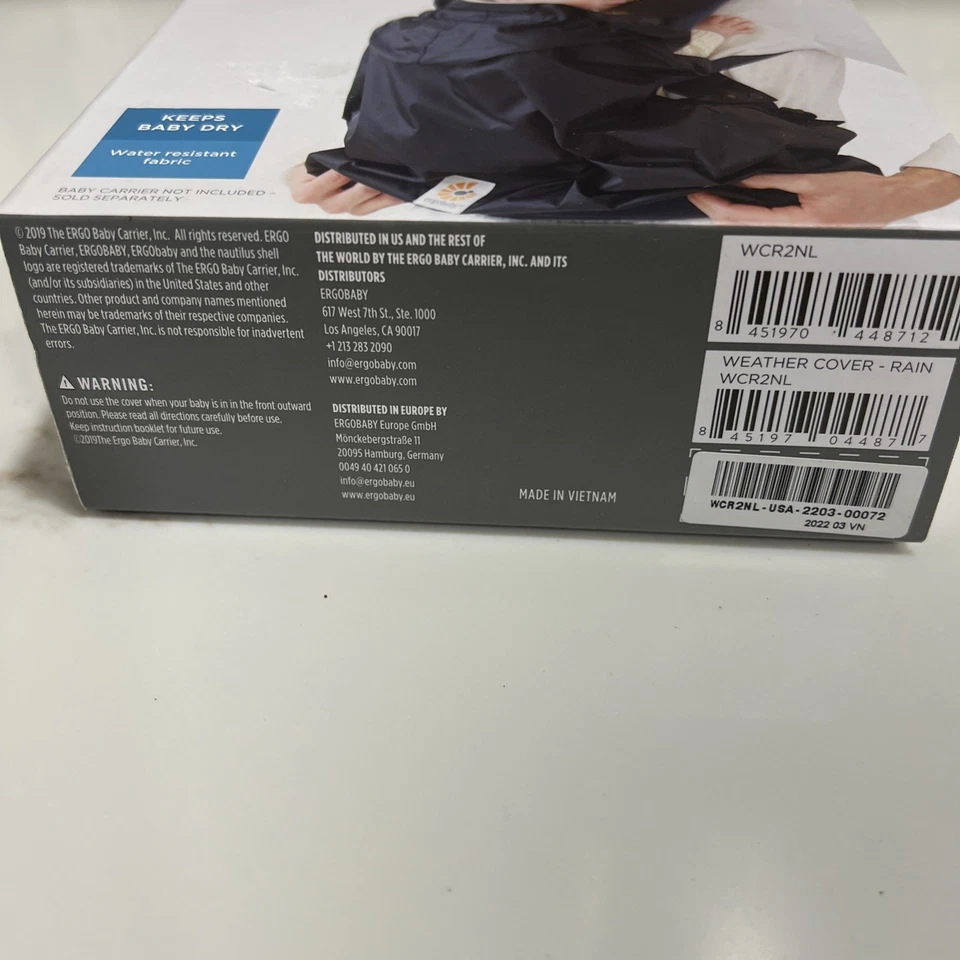 KEEPS
BABY DRY
Water resistant
fabric
BABY CARRIER NOT INCLUDED –
SOLD SEPARATELY
ergobaby
© 2019 The ERGO Baby Carrier, Inc. All rights reserved. ERGO
Baby Carrier, ERGOBABY, ERGObaby and the nautilus shell
logo are registered trademarks of The ERGO Baby Carrier, Inc.
(and/or its subsidiaries) in the United States and other
countries. Other product and company names mentioned
herein may be trademarks of their respective companies.
The ERGO Baby Carrier, Inc. is not responsible for inadvertent
errors.
WARNING:
Do not use the cover when your baby is in in the front outward
position. Please read all directions carefully before use.
Keep instruction booklet for future use.
©2019The Ergo Baby Carrier, Inc.
DISTRIBUTED IN US AND THE REST OF
THE WORLD BY THE ERGO BABY CARRIER, INC. AND ITS
DISTRIBUTORS
ERGOBABY
617 West 7th St., Ste. 1000
Los Angeles, CA 90017
+1 213 283 2090
info@ergobaby.com
www.ergobaby.com
DISTRIBUTED IN EUROPE BY
ERGOBABY Europe GmbH
Mönckebergstraße 11
20095 Hamburg, Germany
0049 40 421 065 0
info@ergobaby.eu
www.ergobaby.eu
MADE IN VIETNAM
WCR2NL
8 451970 448712
WEATHER COVER - RAIN
WCR2NL
8 45197 04487 7
WCR2NL-USA-2203-00072
2022 03 VN